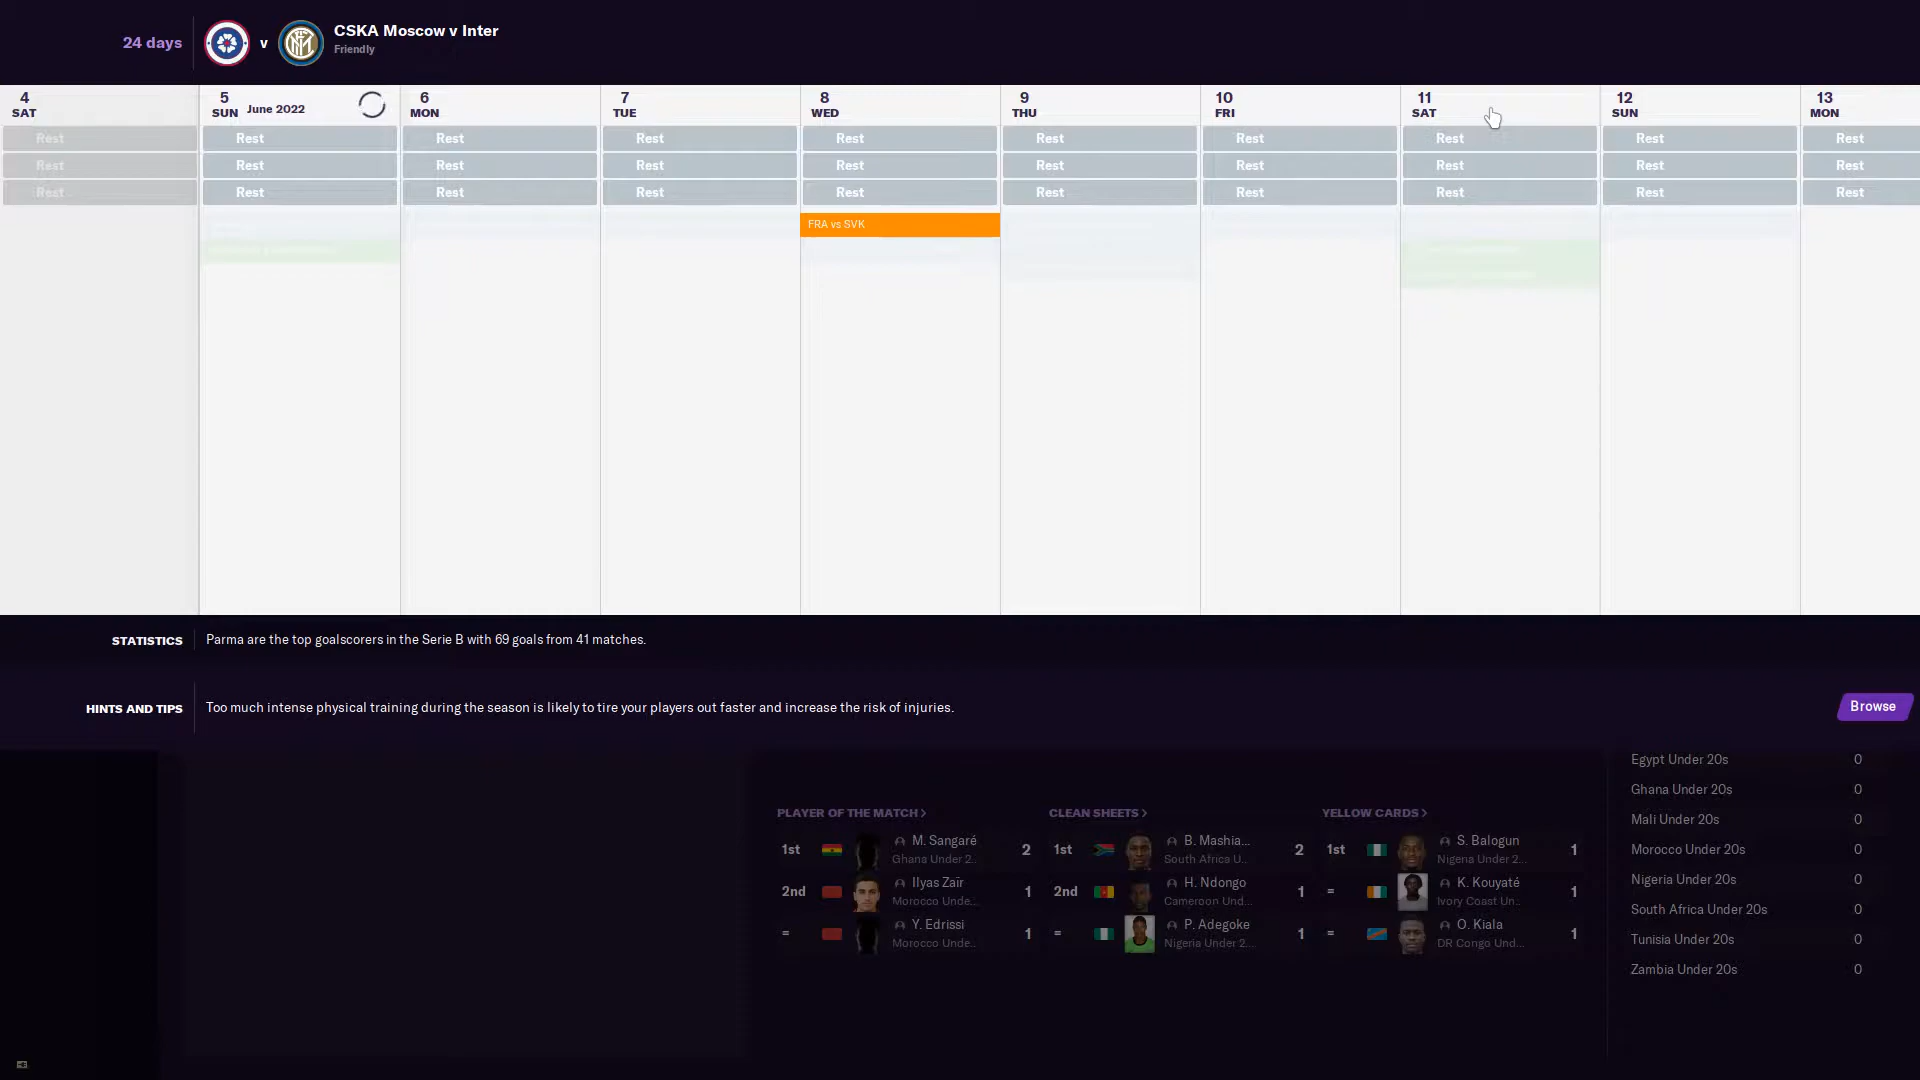 24 days
v
CSKA Moscow v Inter
Friendly
4
SAT
5
SUN June 2022
6
MON
7
TUE
8
WED
9
THU
10
FRI
11
SAT
12
SUN
13
MON
Rest Rest Rest Rest Rest Rest Rest Rest Rest Rest
Rest Rest Rest Rest Rest Rest Rest Rest Rest Rest
Rest Rest Rest Rest Rest Rest Rest Rest Rest Rest
FRA vs SVK
STATISTICS Parma are the top goalscorers in the Serie B with 69 goals from 41 matches.
HINTS AND TIPS Too much intense physical training during the season is likely to tire your players out faster and increase the risk of injuries.
Browse
PLAYER OF THE MATCH >
1st M. Sangaré 2
Ghana Under 2...
2nd Ilyas Zaïr 1
Morocco Unde...
= Y. Edrissi 1
Morocco Unde...
CLEAN SHEETS >
1st B. Mashia... 2
South Africa U...
2nd H. Ndongo 1
Cameroon Und...
= P. Adegoke 1
Nigeria Under 2...
YELLOW CARDS >
1st S. Balogun 1
Nigeria Under 2...
= K. Kouyaté 1
Ivory Coast Un...
= O. Kiala 1
DR Congo Und...
Egypt Under 20s 0
Ghana Under 20s 0
Mali Under 20s 0
Morocco Under 20s 0
Nigeria Under 20s 0
South Africa Under 20s 0
Tunisia Under 20s 0
Zambia Under 20s 0